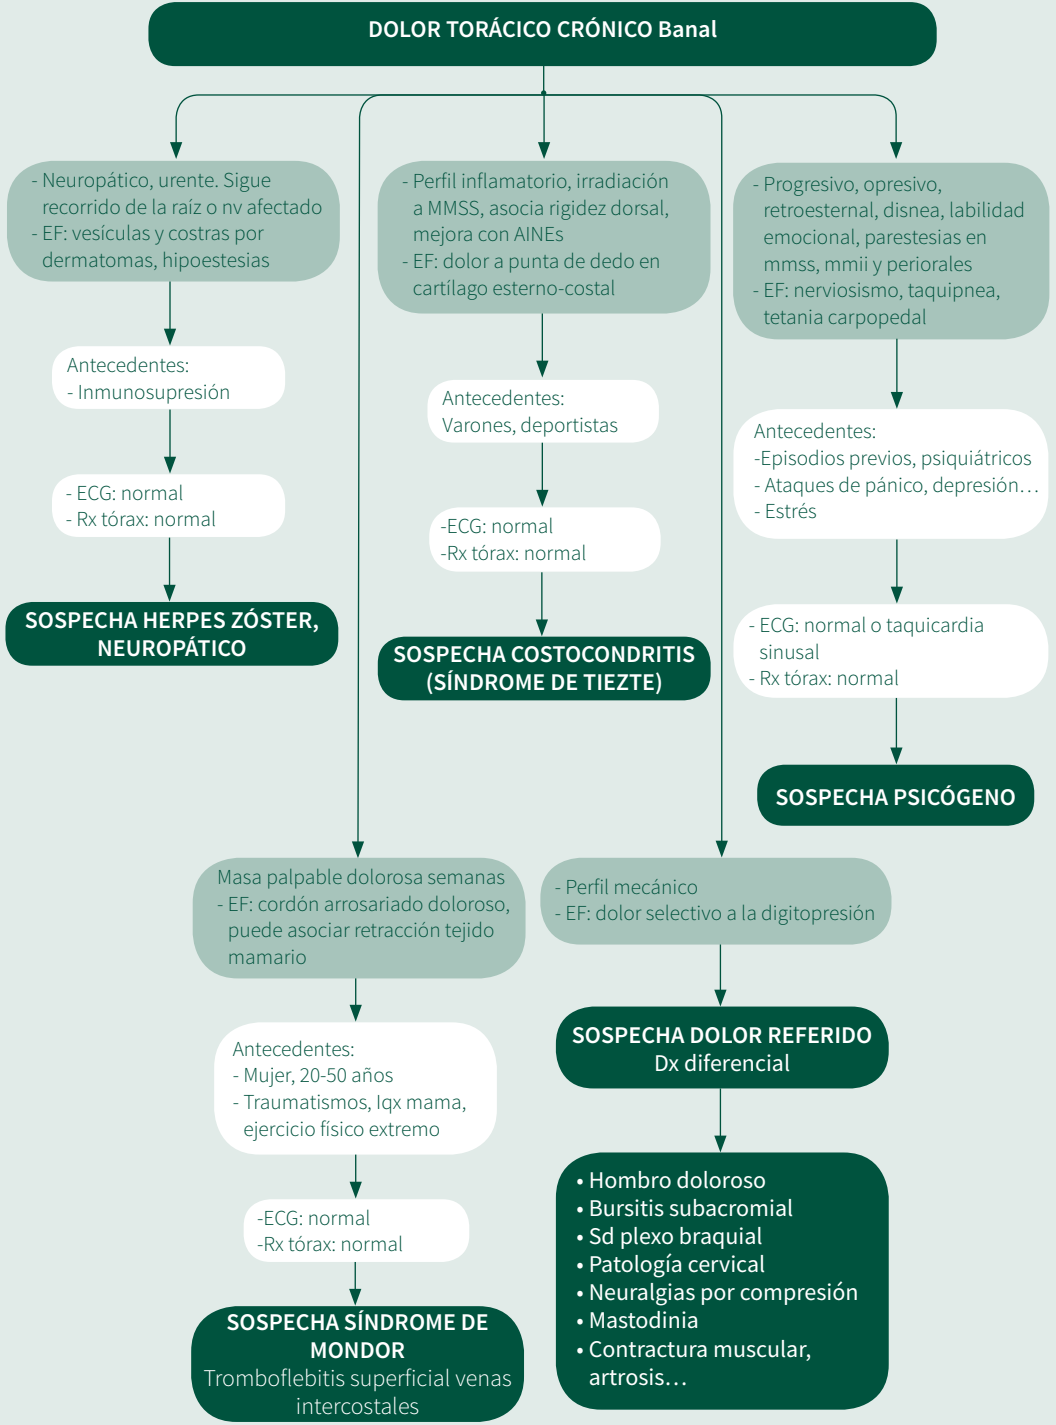 DOLOR TORÁCICO CRÓNICO Banal
- Neuropático, urente. Sigue
recorrido de la raíz o nv afectado
- EF: vesículas y costras por
dermatomas, hipoestesias
Antecedentes:
- Inmunosupresión
- ECG: normal
- Rx tórax: normal
SOSPECHA HERPES ZÓSTER,
NEUROPÁTICO
- Perfil inflamatorio, irradiación
a MMSS, asocia rigidez dorsal,
mejora con AINEs
- EF: dolor a punta de dedo en
cartílago esterno-costal
Antecedentes:
Varones, deportistas
-ECG: normal
-Rx tórax: normal
SOSPECHA COSTOCONDRITIS
(SÍNDROME DE TIEZTE)
- Progresivo, opresivo,
retroesternal, disnea, labilidad
emocional, parestesias en
mmss, mmii y periorales
- EF: nerviosismo, taquipnea,
tetania carpopedal
Antecedentes:
-Episodios previos, psiquiátricos
- Ataques de pánico, depresión…
- Estrés
- ECG: normal o taquicardia
sinusal
- Rx tórax: normal
SOSPECHA PSICÓGENO
Masa palpable dolorosa semanas
- EF: cordón arrosariado doloroso,
puede asociar retracción tejido
mamario
Antecedentes:
- Mujer, 20-50 años
- Traumatismos, Iqx mama,
ejercicio físico extremo
-ECG: normal
-Rx tórax: normal
SOSPECHA SÍNDROME DE
MONDOR
Tromboflebitis superficial venas
intercostales
- Perfil mecánico
- EF: dolor selectivo a la digitopresión
SOSPECHA DOLOR REFERIDO
Dx diferencial
• Hombro doloroso
• Bursitis subacromial
• Sd plexo braquial
• Patología cervical
• Neuralgias por compresión
• Mastodinia
• Contractura muscular,
artrosis…